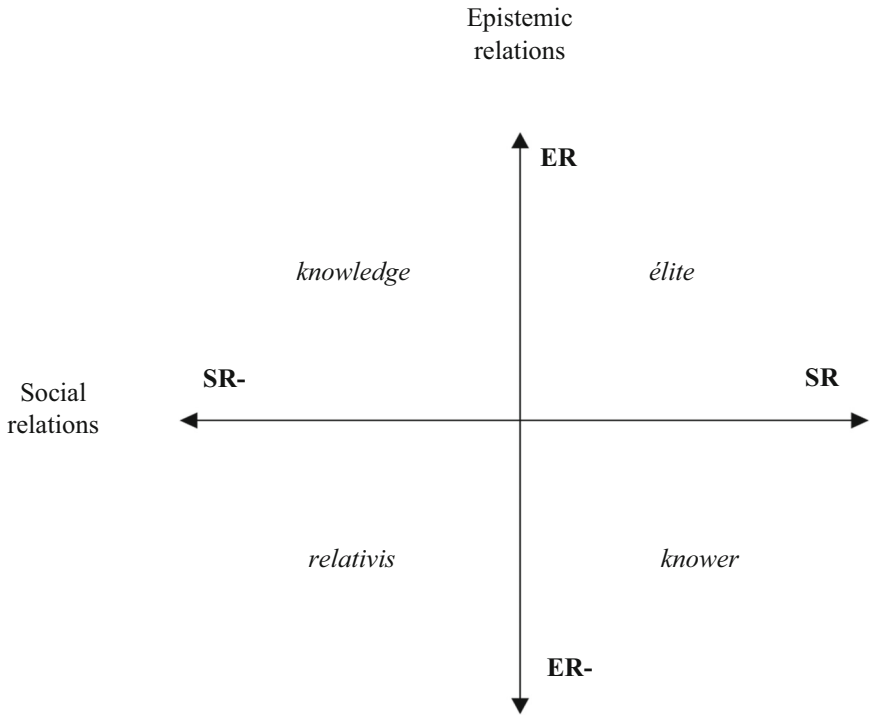 Epistemic
relations
ER
knowledge
élite
SR-
SR
Social
relations
relativis
knower
ER-